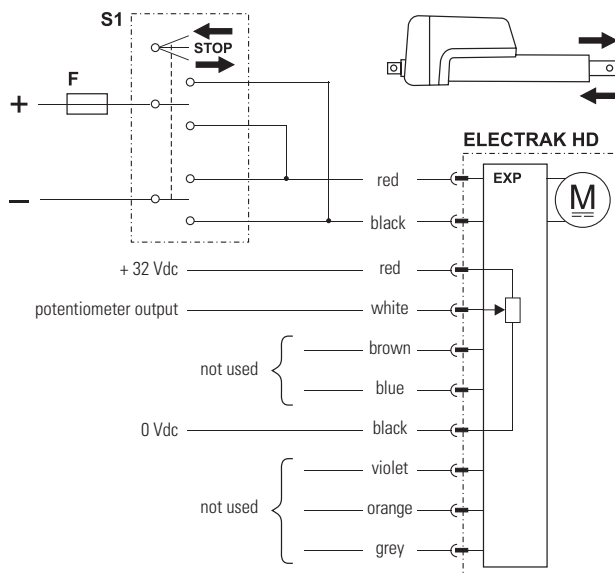 S1
STOP
F
+
–
ELECTRAK HD
EXP
M
red
black
+ 32 Vdc
red
potentiometer output
white
not used
brown
blue
0 Vdc
black
not used
violet
orange
grey